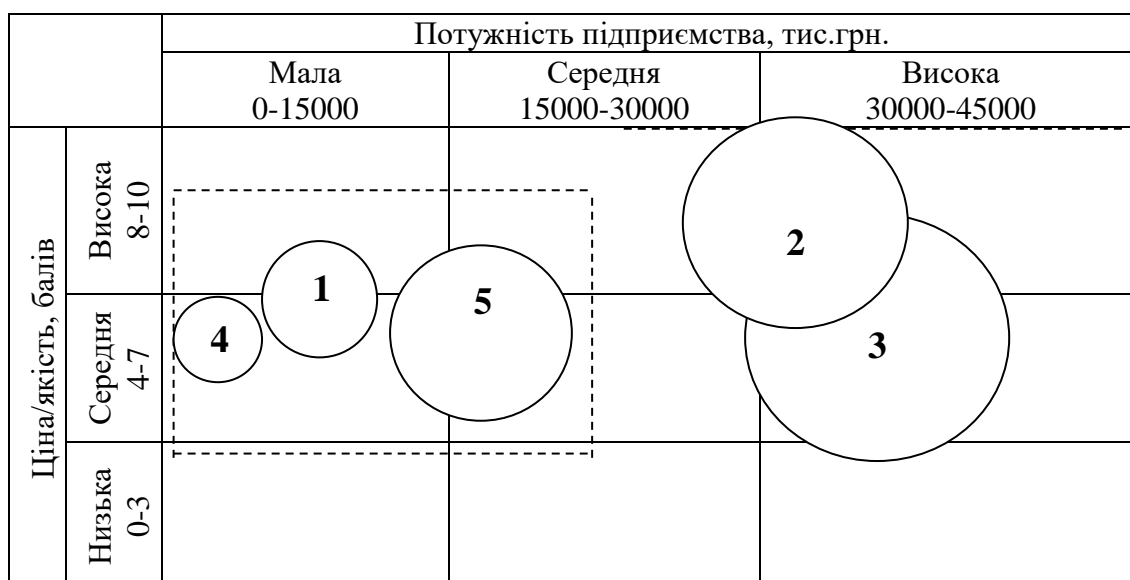 Потужність підприємства, тис.грн.
Мала
0-15000
Середня
15000-30000
Висока
30000-45000
Ціна/якість, балів
Висока
8-10
Середня
4-7
Низька
0-3
1
2
3
4
5